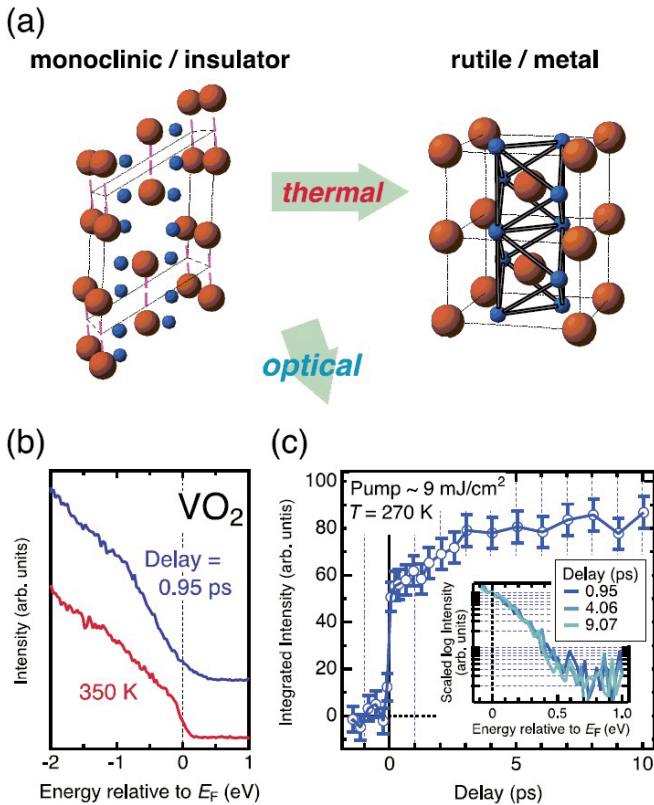 (a)
monoclinic / insulator
rutile / metal
thermal
optical
(b)
VO2
Delay =
0.95 ps
350 K
Intensity (arb. units)
-2 -1 0 1
Energy relative to EF (eV)
(c)
Pump ~ 9 mJ/cm2
T = 270 K
Integrated Intensity (arb. untis)
100
80
60
40
20
0
Delay (ps)
0.95
4.06
9.07
Scaled log Intensity
(arb. units)
0 0.5 1.0
Energy relative to EF (eV)
0 5 10
Delay (ps)